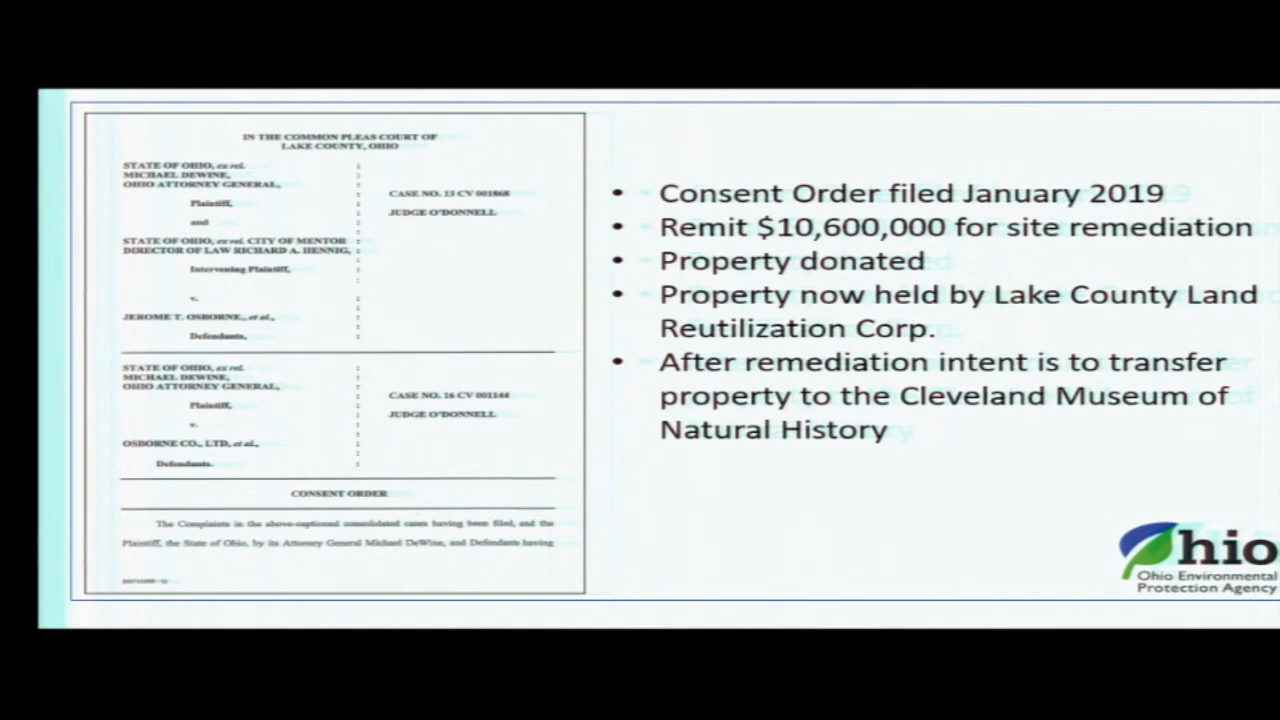 IN THE COMMON PLEAS COURT OF
LAKE COUNTY, OHIO
STATE OF OHIO, ex rel.
MICHAEL DEWINE,
OHIO ATTORNEY GENERAL,
Plaintiff,
and
STATE OF OHIO, ex rel. CITY OF MENTOR
DIRECTOR OF LAW RICHARD A. HENNIG,
Intervening Plaintiff,
v.
JEROME T. OSBORNE., et al.,
Defendants,
CASE NO. 13 CV 001868
JUDGE O'DONNELL
STATE OF OHIO, ex rel.
MICHAEL DEWINE,
OHIO ATTORNEY GENERAL,
Plaintiff,
v.
OSBORNE CO., LTD, et al.,
Defendants.
CASE NO. 16 CV 001144
JUDGE O'DONNELL
CONSENT ORDER
The Complaints in the above-captioned consolidated cases having been filed, and the
Plaintiff, the State of Ohio, by its Attorney General Michael DeWine, and Defendants having
• Consent Order filed January 2019
• Remit $10,600,000 for site remediation
• Property donated
• Property now held by Lake County Land
Reutilization Corp.
• After remediation intent is to transfer
property to the Cleveland Museum of
Natural History
hio
Ohio Environmental
Protection Agency